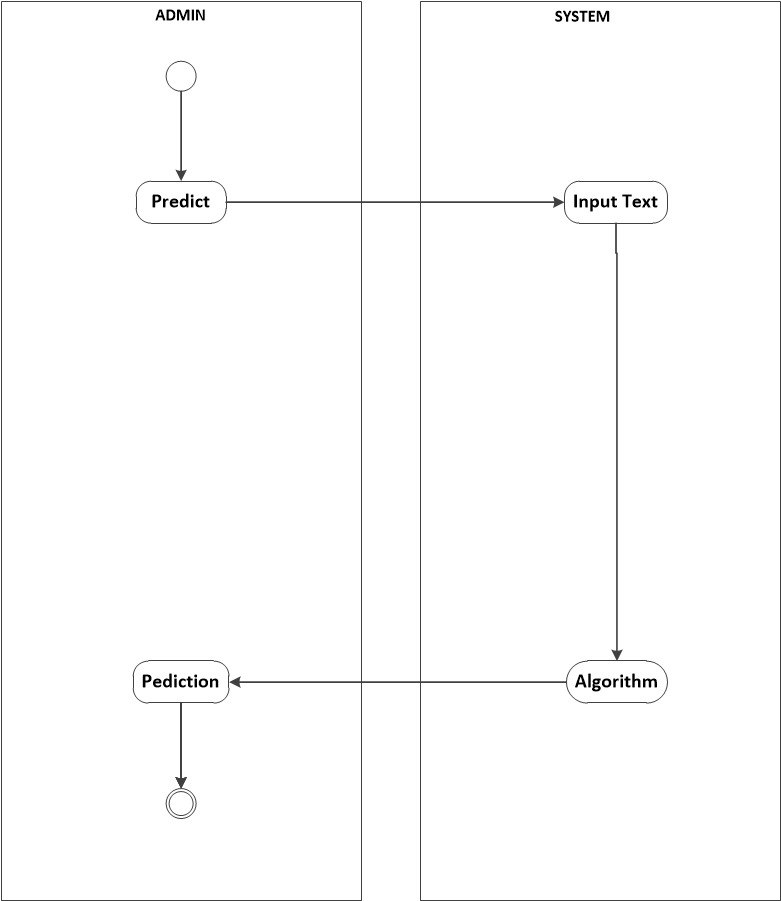 ADMIN
SYSTEM
Predict
Input Text
Pediction
Algorithm